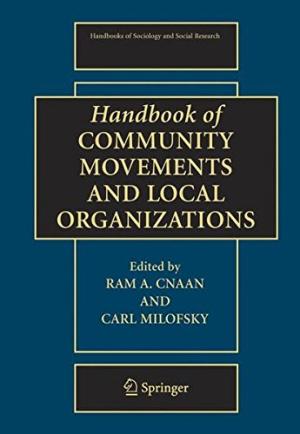 Handbooks of Sociology and Social Research
Handbook of
COMMUNITY
MOVEMENTS
AND LOCAL
ORGANIZATIONS
Edited by
RAM A. CNAAN
AND
CARL MILOFSKY
Springer